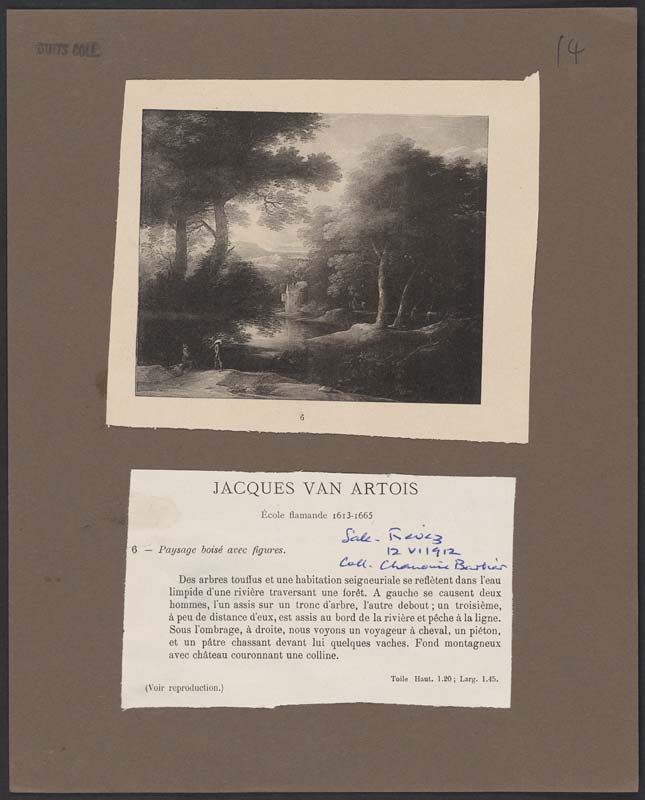 DUITS COLL.
14
6
JACQUES VAN ARTOIS
École flamande 1613-1665
Sale - Fievez
12 VI 1912
Coll. Chanoine Barbier
6 — Paysage boisé avec figures.
Des arbres touffus et une habitation seigneuriale se reflètent dans l'eau
limpide d'une rivière traversant une forêt. A gauche se causent deux
hommes, l'un assis sur un tronc d'arbre, l'autre debout ; un troisième,
à peu de distance d'eux, est assis au bord de la rivière et pêche à la ligne.
Sous l'ombrage, à droite, nous voyons un voyageur à cheval, un piéton,
et un pâtre chassant devant lui quelques vaches. Fond montagneux
avec château couronnant une colline.
Toile Haut. 1.20 ; Larg. 1.45.
(Voir reproduction.)